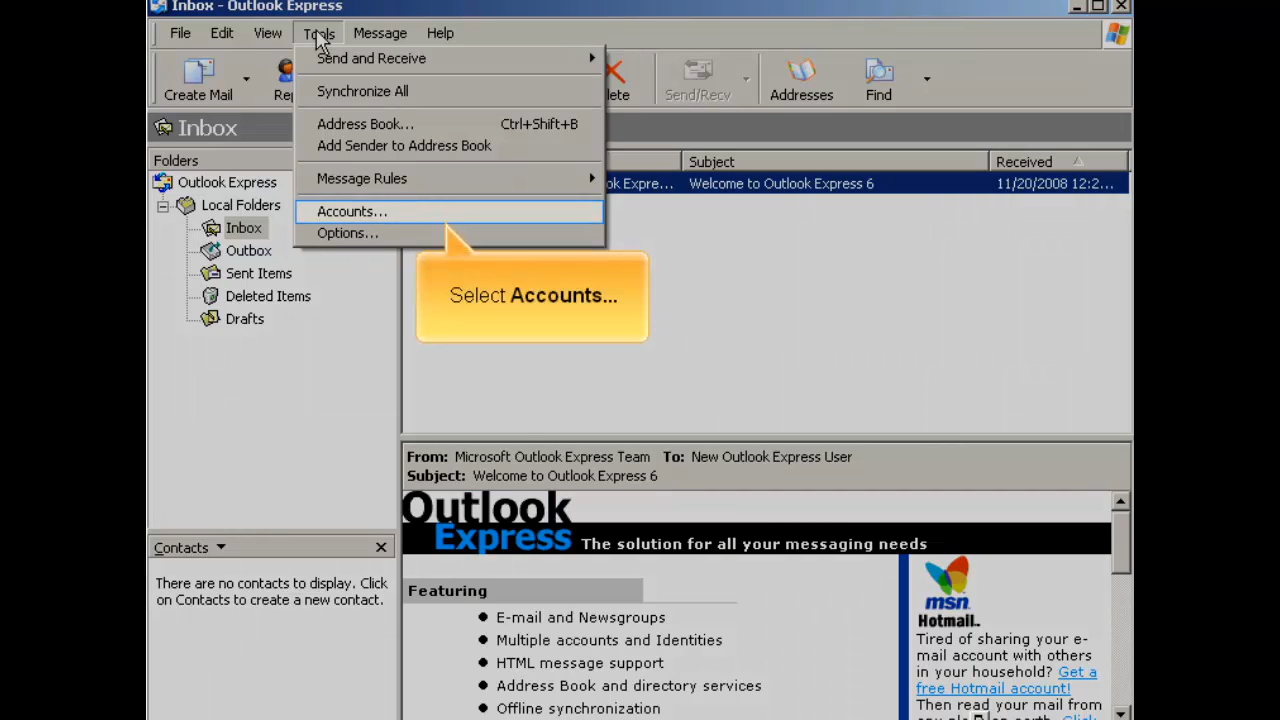 Inbox - Outlook Express
File Edit View Tools Message Help
Send and Receive
Synchronize All
Address Book... Ctrl+Shift+B
Add Sender to Address Book
Message Rules
Accounts...
Options...
Create Mail
Send/Recv Addresses Find
Inbox
Folders
Outlook Express
Local Folders
Inbox
Outbox
Sent Items
Deleted Items
Drafts
Subject Received
Welcome to Outlook Express 6 11/20/2008 12:2...
Select Accounts...
From: Microsoft Outlook Express Team To: New Outlook Express User
Subject: Welcome to Outlook Express 6
Outlook
Express The solution for all your messaging needs
Featuring
E-mail and Newsgroups
Multiple accounts and Identities
HTML message support
Address Book and directory services
Offline synchronization
msn
Hotmail
Tired of sharing your e-
mail account with others
in your household? Get a
free Hotmail account!
Then read your mail from
Contacts
There are no contacts to display. Click
on Contacts to create a new contact.